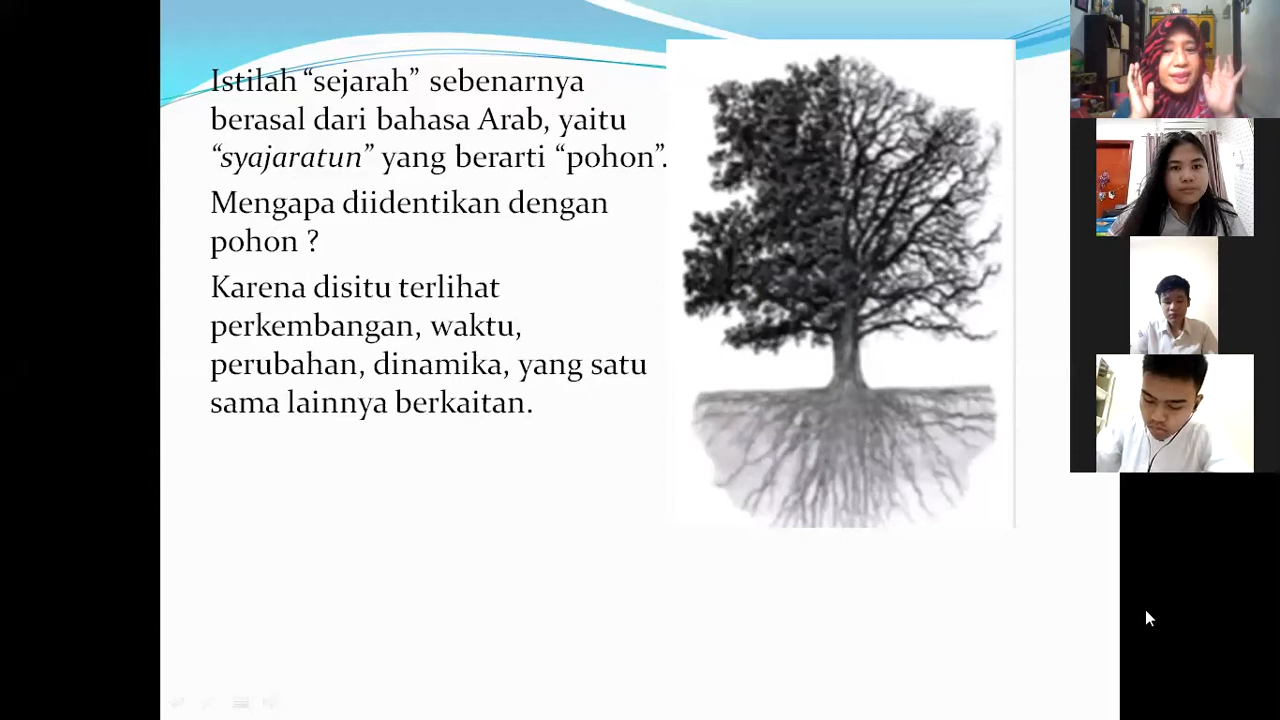 Istilah “sejarah” sebenarnya
berasal dari bahasa Arab, yaitu
“syajaratun” yang berarti “pohon”.
Mengapa diidentikan dengan
pohon ?
Karena disitu terlihat
perkembangan, waktu,
perubahan, dinamika, yang satu
sama lainnya berkaitan.